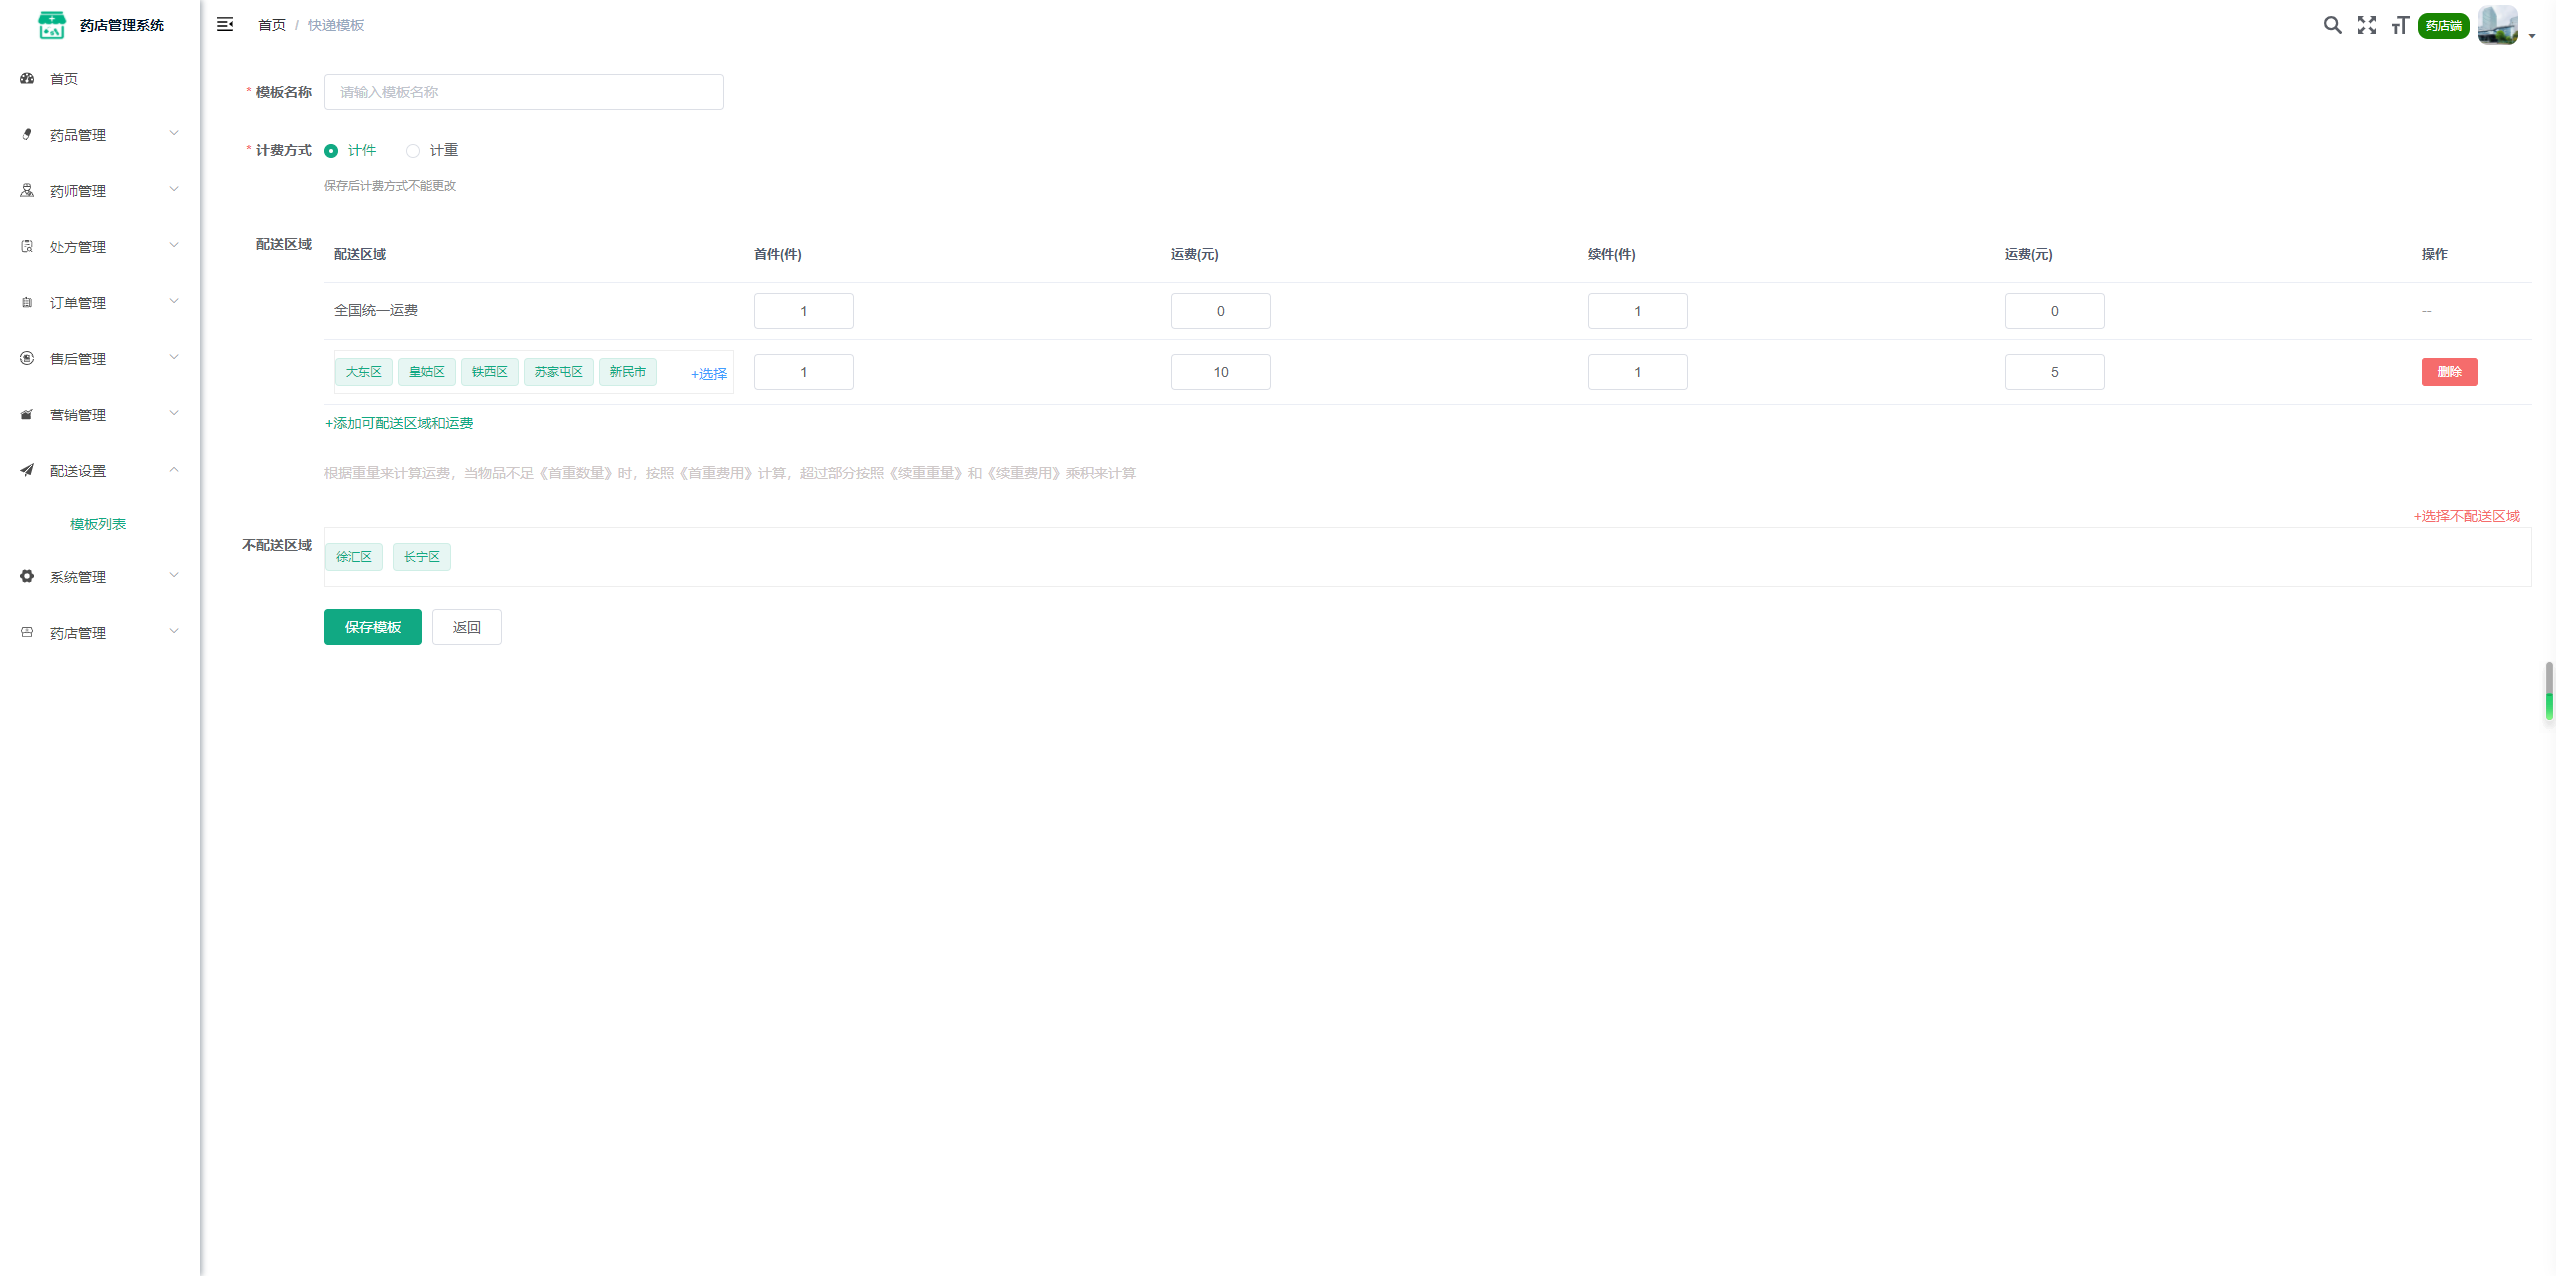 药店管理系统
首页 / 快递模板
药店端
首页
药品管理
药师管理
处方管理
订单管理
售后管理
营销管理
配送设置
模板列表
系统管理
药店管理
* 模板名称 请输入模板名称
* 计费方式 计件 计重
保存后计费方式不能更改
配送区域
配送区域 首件(件) 运费(元) 续件(件) 运费(元) 操作
全国统一运费 1 0 1 0 --
大东区 皇姑区 铁西区 苏家屯区 新民市 +选择 1 10 1 5 删除
+添加可配送区域和运费
根据重量来计算运费，当物品不足《首重数量》时，按照《首重费用》计算，超过部分按照《续重重量》和《续重费用》乘积来计算
+选择不配送区域
不配送区域
徐汇区 长宁区
保存模板 返回